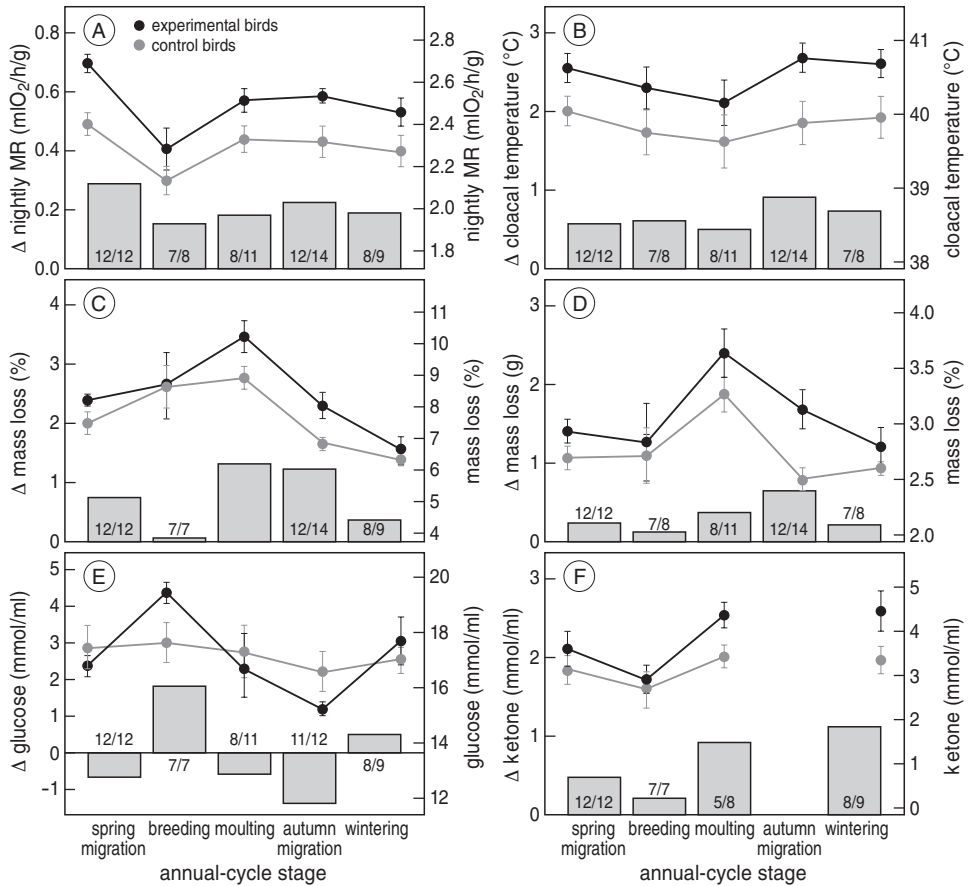 A
experimental birds
control birds
Δ nightly MR (mlO2/h/g)
0.8
0.6
0.4
0.2
0.0
12/12 7/8 8/11 12/14 8/9
2.8
2.6
2.4
2.2
2.0
1.8
nightly MR (mlO2/h/g)
B
Δ cloacal temperature (°C)
3
2
1
0
12/12 7/8 8/11 12/14 7/8
41
40
39
38
cloacal temperature (°C)
C
Δ mass loss (%)
4
3
2
1
0
12/12 7/7 12/14 8/9
11
10
9
8
7
6
5
4
mass loss (%)
D
Δ mass loss (g)
3
2
1
0
12/12 7/8 8/11 12/14 7/8
4.0
3.5
3.0
2.5
2.0
mass loss (%)
E
Δ glucose (mmol/ml)
5
4
3
2
1
0
−1
12/12 7/7 8/11 11/12 8/9
20
18
16
14
12
glucose (mmol/ml)
spring migration
breeding
moulting
autumn migration
wintering
annual-cycle stage
F
Δ ketone (mmol/ml)
3
2
1
0
12/12 7/7 5/8 8/9
5
4
3
2
1
0
ketone (mmol/ml)
spring migration
breeding
moulting
autumn migration
wintering
annual-cycle stage